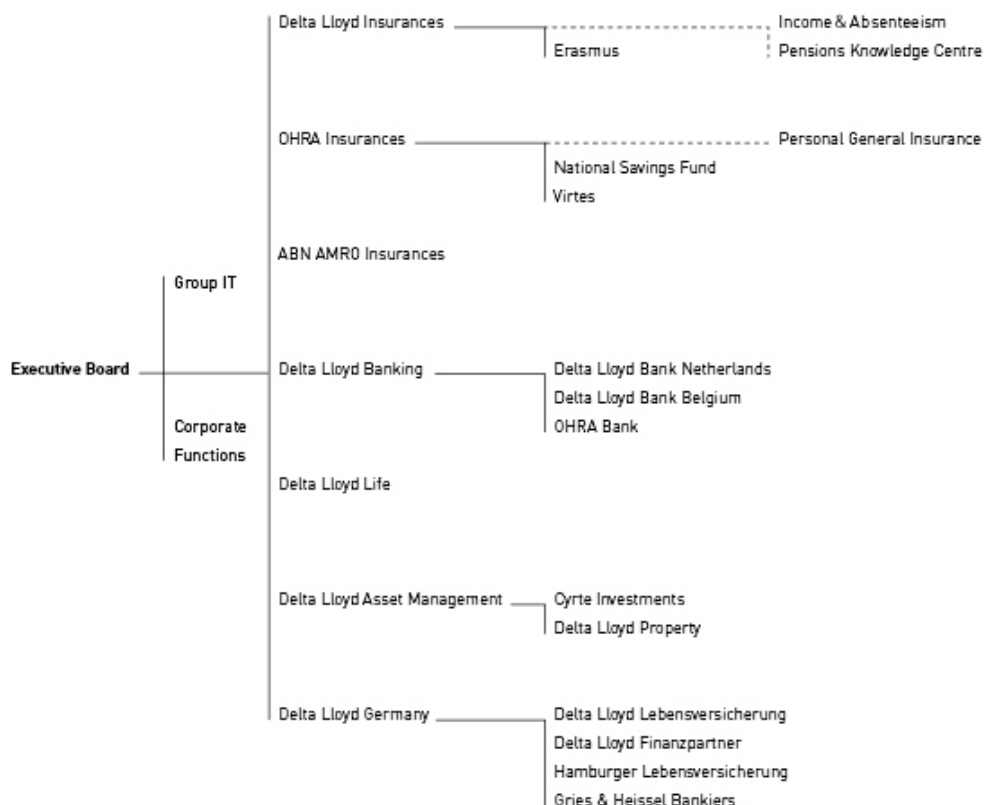 Delta Lloyd Insurances
Income & Absenteeism
Erasmus
Pensions Knowledge Centre
OHRA Insurances
Personal General Insurance
National Savings Fund
Virtes
ABN AMRO Insurances
Group IT
Executive Board
Delta Lloyd Banking
Delta Lloyd Bank Netherlands
Delta Lloyd Bank Belgium
Corporate
Functions
OHRA Bank
Delta Lloyd Life
Delta Lloyd Asset Management
Cyrte Investments
Delta Lloyd Property
Delta Lloyd Germany
Delta Lloyd Lebensversicherung
Delta Lloyd Finanzpartner
Hamburger Lebensversicherung
Gries & Heissel Bankiers